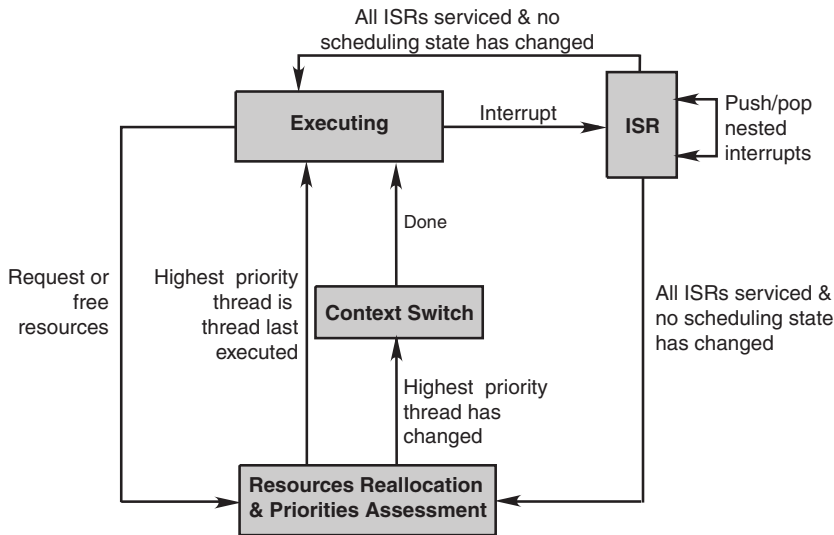 All ISRs serviced & no
scheduling state has changed
Executing
Interrupt
ISR
Push/pop
nested
interrupts
Done
Request or
free
resources
Highest priority
thread is
thread last
executed
Context Switch
All ISRs serviced &
no scheduling state
has changed
Highest priority
thread has
changed
Resources Reallocation
& Priorities Assessment